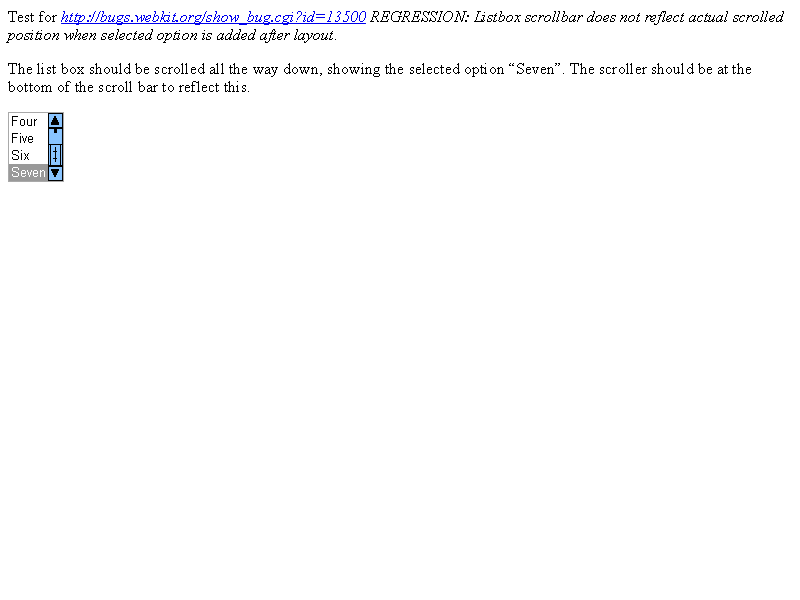 Test for http://bugs.webkit.org/show_bug.cgi?id=13500 REGRESSION: Listbox scrollbar does not reflect actual scrolled
position when selected option is added after layout.
The list box should be scrolled all the way down, showing the selected option “Seven”. The scroller should be at the
bottom of the scroll bar to reflect this.
Four
Five
Six
Seven